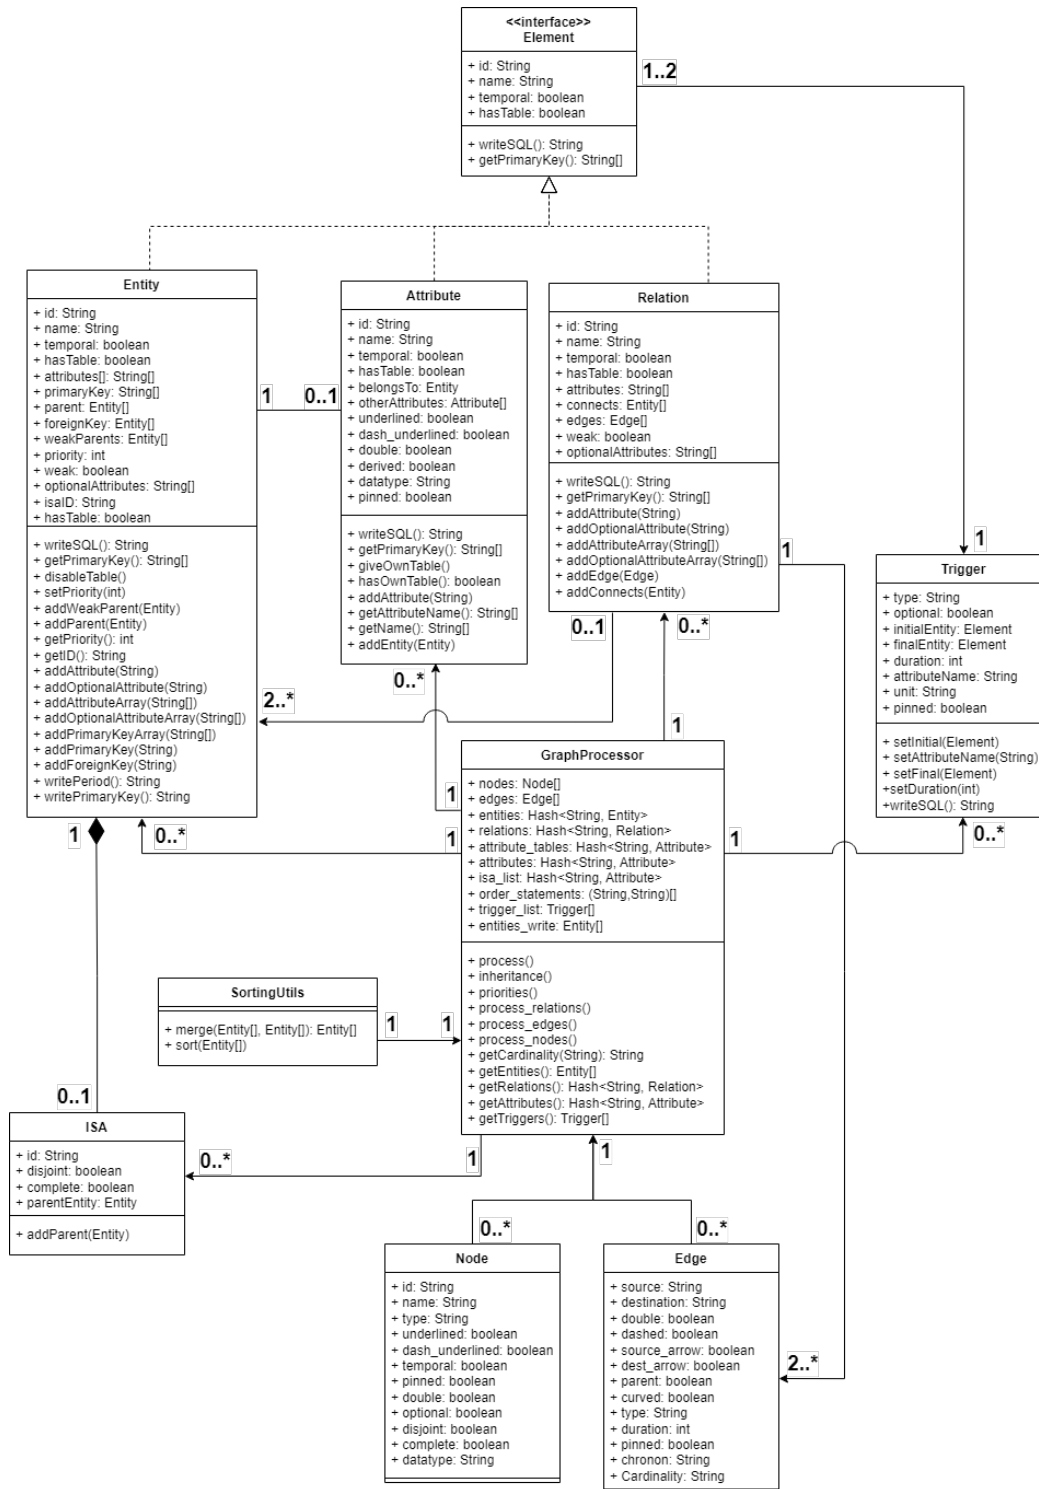 <<interface>>
Element
+ id: String
+ name: String
+ temporal: boolean
+ hasTable: boolean
+ writeSQL(): String
+ getPrimaryKey(): String[]
1..2
Entity
+ id: String
+ name: String
+ temporal: boolean
+ hasTable: boolean
+ attributes[]: String[]
+ primaryKey: String[]
+ parent: Entity[]
+ foreignKey: Entity[]
+ weakParents: Entity[]
+ priority: int
+ weak: boolean
+ optionalAttributes: String[]
+ isaID: String
+ hasTable: boolean
+ writeSQL(): String
+ getPrimaryKey(): String[]
+ disableTable()
+ setPriority(int)
+ addWeakParent(Entity)
+ addParent(Entity)
+ getPriority(): int
+ getID(): String
+ addAttribute(String)
+ addOptionalAttribute(String)
+ addAttributeArray(String[])
+ addOptionalAttributeArray(String[])
+ addPrimaryKeyArray(String[])
+ addPrimaryKey(String)
+ addForeignKey(String)
+ writePeriod(): String
+ writePrimaryKey(): String
1
0..1
Attribute
+ id: String
+ name: String
+ temporal: boolean
+ hasTable: boolean
+ belongsTo: Entity
+ otherAttributes: Attribute[]
+ underlined: boolean
+ dash_underlined: boolean
+ double: boolean
+ derived: boolean
+ datatype: String
+ pinned: boolean
+ writeSQL(): String
+ getPrimaryKey(): String[]
+ giveOwnTable()
+ hasOwnTable(): boolean
+ addAttribute(String)
+ getAttributeName(): String[]
+ getName(): String[]
+ addEntity(Entity)
Relation
+ id: String
+ name: String
+ temporal: boolean
+ hasTable: boolean
+ attributes: String[]
+ connects: Entity[]
+ edges: Edge[]
+ weak: boolean
+ optionalAttributes: String[]
+ writeSQL(): String
+ getPrimaryKey(): String[]
+ addAttribute(String)
+ addOptionalAttribute(String)
+ addAttributeArray(String[])
+ addOptionalAttributeArray(String[])
+ addEdge(Edge)
+ addConnects(Entity)
1
1
Trigger
+ type: String
+ optional: boolean
+ initialEntity: Element
+ finalEntity: Element
+ duration: int
+ attributeName: String
+ unit: String
+ pinned: boolean
+ setInitial(Element)
+ setAttributeName(String)
+ setFinal(Element)
+setDuration(int)
+writeSQL(): String
0..1
0..*
0..*
2..*
1
GraphProcessor
+ nodes: Node[]
+ edges: Edge[]
+ entities: Hash<String, Entity>
+ relations: Hash<String, Relation>
+ attribute_tables: Hash<String, Attribute>
+ attributes: Hash<String, Attribute>
+ isa_list: Hash<String, Attribute>
+ order_statements: (String,String)[]
+ trigger_list: Trigger[]
+ entities_write: Entity[]
+ process()
+ inheritance()
+ priorities()
+ process_relations()
+ process_edges()
+ process_nodes()
+ getCardinality(String): String
+ getEntities(): Entity[]
+ getRelations(): Hash<String, Relation>
+ getAttributes(): Hash<String, Attribute>
+ getTriggers(): Trigger[]
1
1
0..*
1
1
0..*
SortingUtils
+ merge(Entity[], Entity[]): Entity[]
+ sort(Entity[])
1
1
0..1
ISA
+ id: String
+ disjoint: boolean
+ complete: boolean
+ parentEntity: Entity
+ addParent(Entity)
0..*
1
1
0..*
0..*
Node
+ id: String
+ name: String
+ type: String
+ underlined: boolean
+ dash_underlined: boolean
+ temporal: boolean
+ pinned: boolean
+ double: boolean
+ optional: boolean
+ disjoint: boolean
+ complete: boolean
+ datatype: String
Edge
+ source: String
+ destination: String
+ double: boolean
+ dashed: boolean
+ source_arrow: boolean
+ dest_arrow: boolean
+ parent: boolean
+ curved: boolean
+ type: String
+ duration: int
+ pinned: boolean
+ chronon: String
+ Cardinality: String
2..*